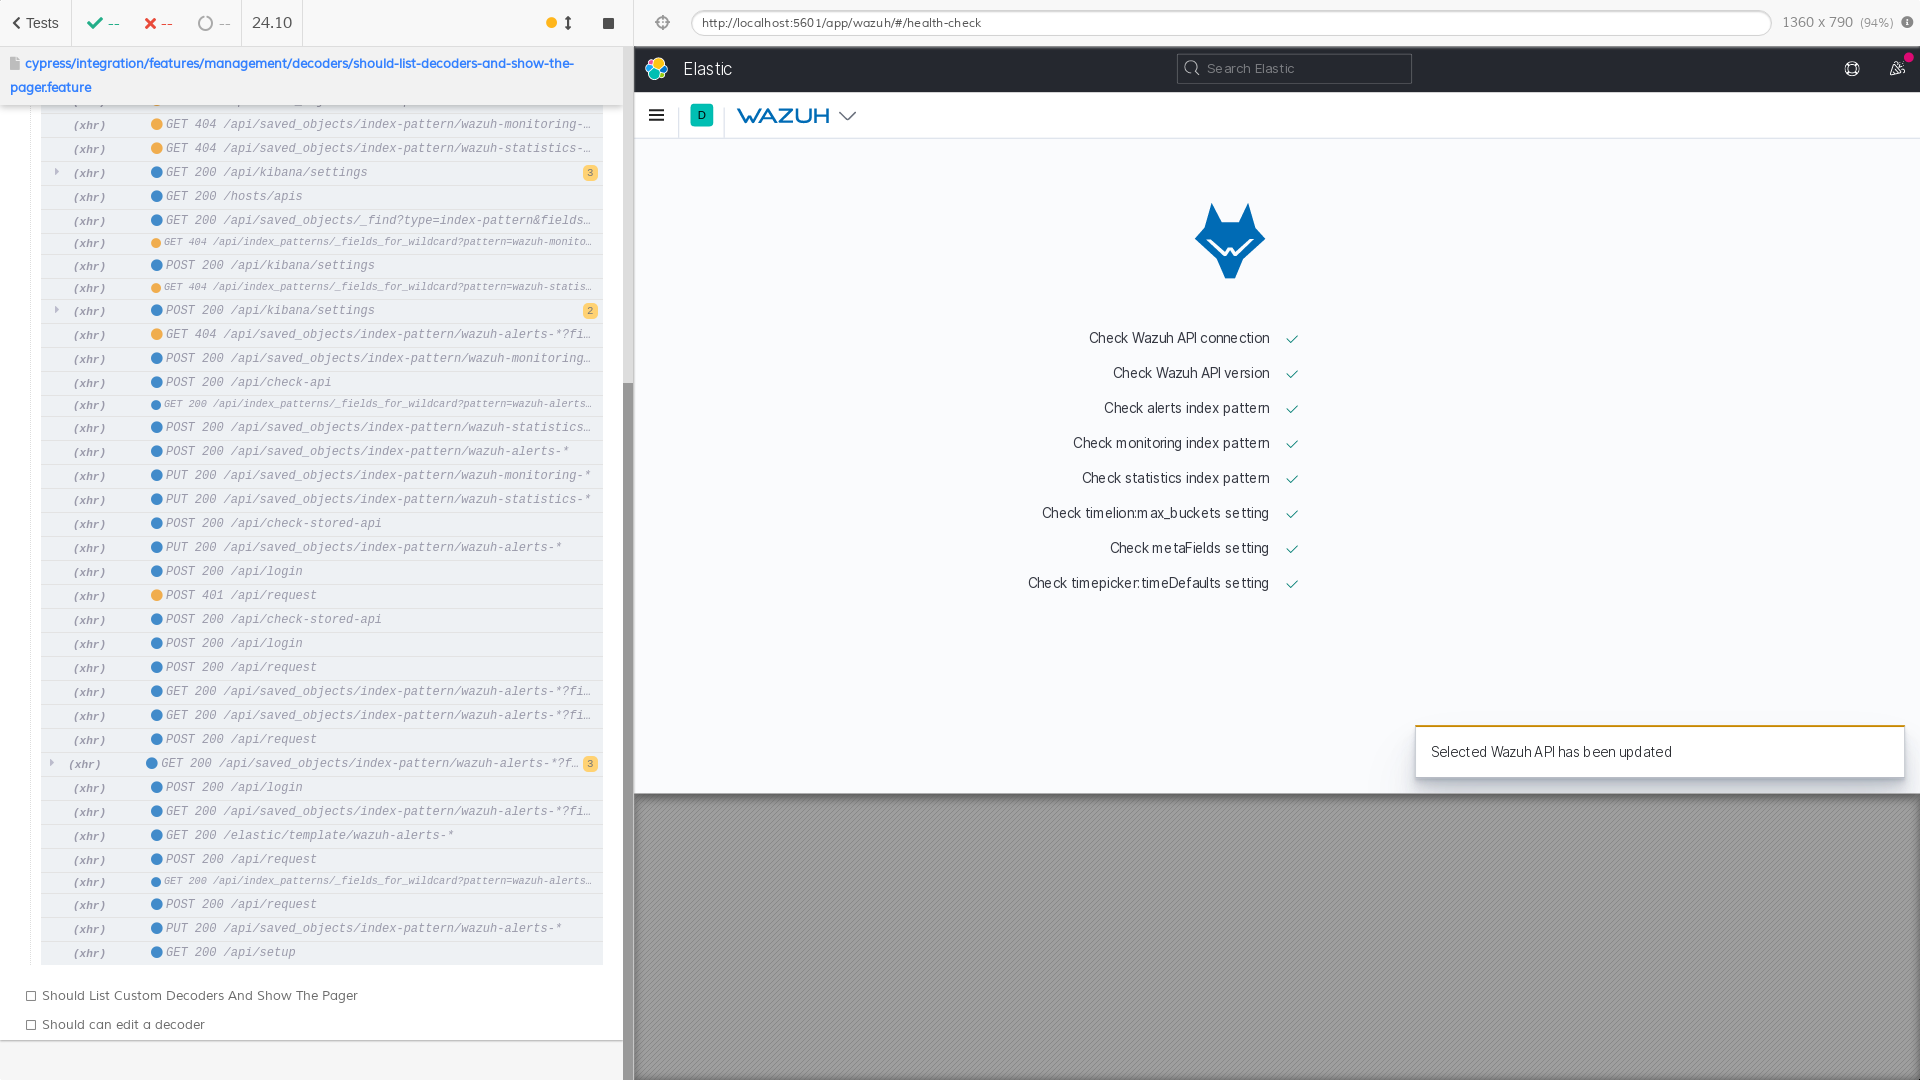 Tests
--
--
--
24.10
http://localhost:5601/app/wazuh/#/health-check
1360 x 790 (94%)
cypress/integration/features/management/decoders/should-list-decoders-and-show-the-
pager.feature
(xhr) GET 404 /api/saved_objects/index-pattern/wazuh-monitoring-…
(xhr) GET 404 /api/saved_objects/index-pattern/wazuh-statistics-…
(xhr) GET 200 /api/kibana/settings 3
(xhr) GET 200 /hosts/apis
(xhr) GET 200 /api/saved_objects/_find?type=index-pattern&fields…
(xhr) GET 404 /api/index_patterns/_fields_for_wildcard?pattern=wazuh-monito…
(xhr) POST 200 /api/kibana/settings
(xhr) GET 404 /api/index_patterns/_fields_for_wildcard?pattern=wazuh-statis…
(xhr) POST 200 /api/kibana/settings 2
(xhr) GET 404 /api/saved_objects/index-pattern/wazuh-alerts-*?fi…
(xhr) POST 200 /api/saved_objects/index-pattern/wazuh-monitoring…
(xhr) POST 200 /api/check-api
(xhr) GET 200 /api/index_patterns/_fields_for_wildcard?pattern=wazuh-alerts…
(xhr) POST 200 /api/saved_objects/index-pattern/wazuh-statistics…
(xhr) POST 200 /api/saved_objects/index-pattern/wazuh-alerts-*
(xhr) PUT 200 /api/saved_objects/index-pattern/wazuh-monitoring-*
(xhr) PUT 200 /api/saved_objects/index-pattern/wazuh-statistics-*
(xhr) POST 200 /api/check-stored-api
(xhr) PUT 200 /api/saved_objects/index-pattern/wazuh-alerts-*
(xhr) POST 200 /api/login
(xhr) POST 401 /api/request
(xhr) POST 200 /api/check-stored-api
(xhr) POST 200 /api/login
(xhr) POST 200 /api/request
(xhr) GET 200 /api/saved_objects/index-pattern/wazuh-alerts-*?fi…
(xhr) GET 200 /api/saved_objects/index-pattern/wazuh-alerts-*?fi…
(xhr) POST 200 /api/request
(xhr) GET 200 /api/saved_objects/index-pattern/wazuh-alerts-*?f… 3
(xhr) POST 200 /api/login
(xhr) GET 200 /api/saved_objects/index-pattern/wazuh-alerts-*?fi…
(xhr) GET 200 /elastic/template/wazuh-alerts-*
(xhr) POST 200 /api/request
(xhr) GET 200 /api/index_patterns/_fields_for_wildcard?pattern=wazuh-alerts…
(xhr) POST 200 /api/request
(xhr) PUT 200 /api/saved_objects/index-pattern/wazuh-alerts-*
(xhr) GET 200 /api/setup
Should List Custom Decoders And Show The Pager
Should can edit a decoder
Elastic
Search Elastic
D
WAZUH
Check Wazuh API connection
Check Wazuh API version
Check alerts index pattern
Check monitoring index pattern
Check statistics index pattern
Check timelion:max_buckets setting
Check metaFields setting
Check timepicker:timeDefaults setting
Selected Wazuh API has been updated